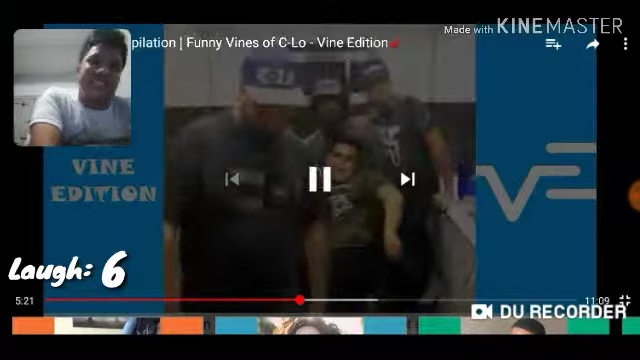 Made with KINEMASTER
pilation | Funny Vines of C-Lo - Vine Edition
VINE
EDITION
Laugh: 6
5:21
11:09
DU RECORDER